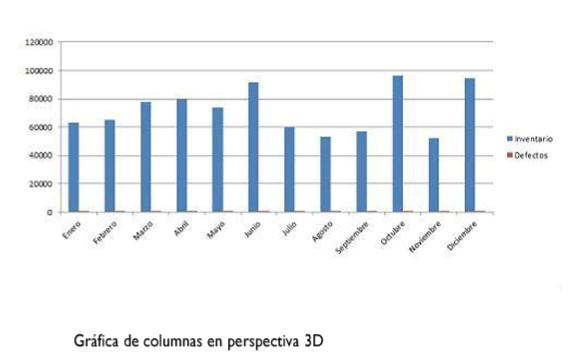 120000
100000
80000
60000
40000
20000
0
Enero
Febrero
Marzo
Abril
Mayo
Junio
Julio
Agosto
Septiembre
Octubre
Noviembre
Diciembre
Inventario
Defectos
Gráfica de columnas en perspectiva 3D